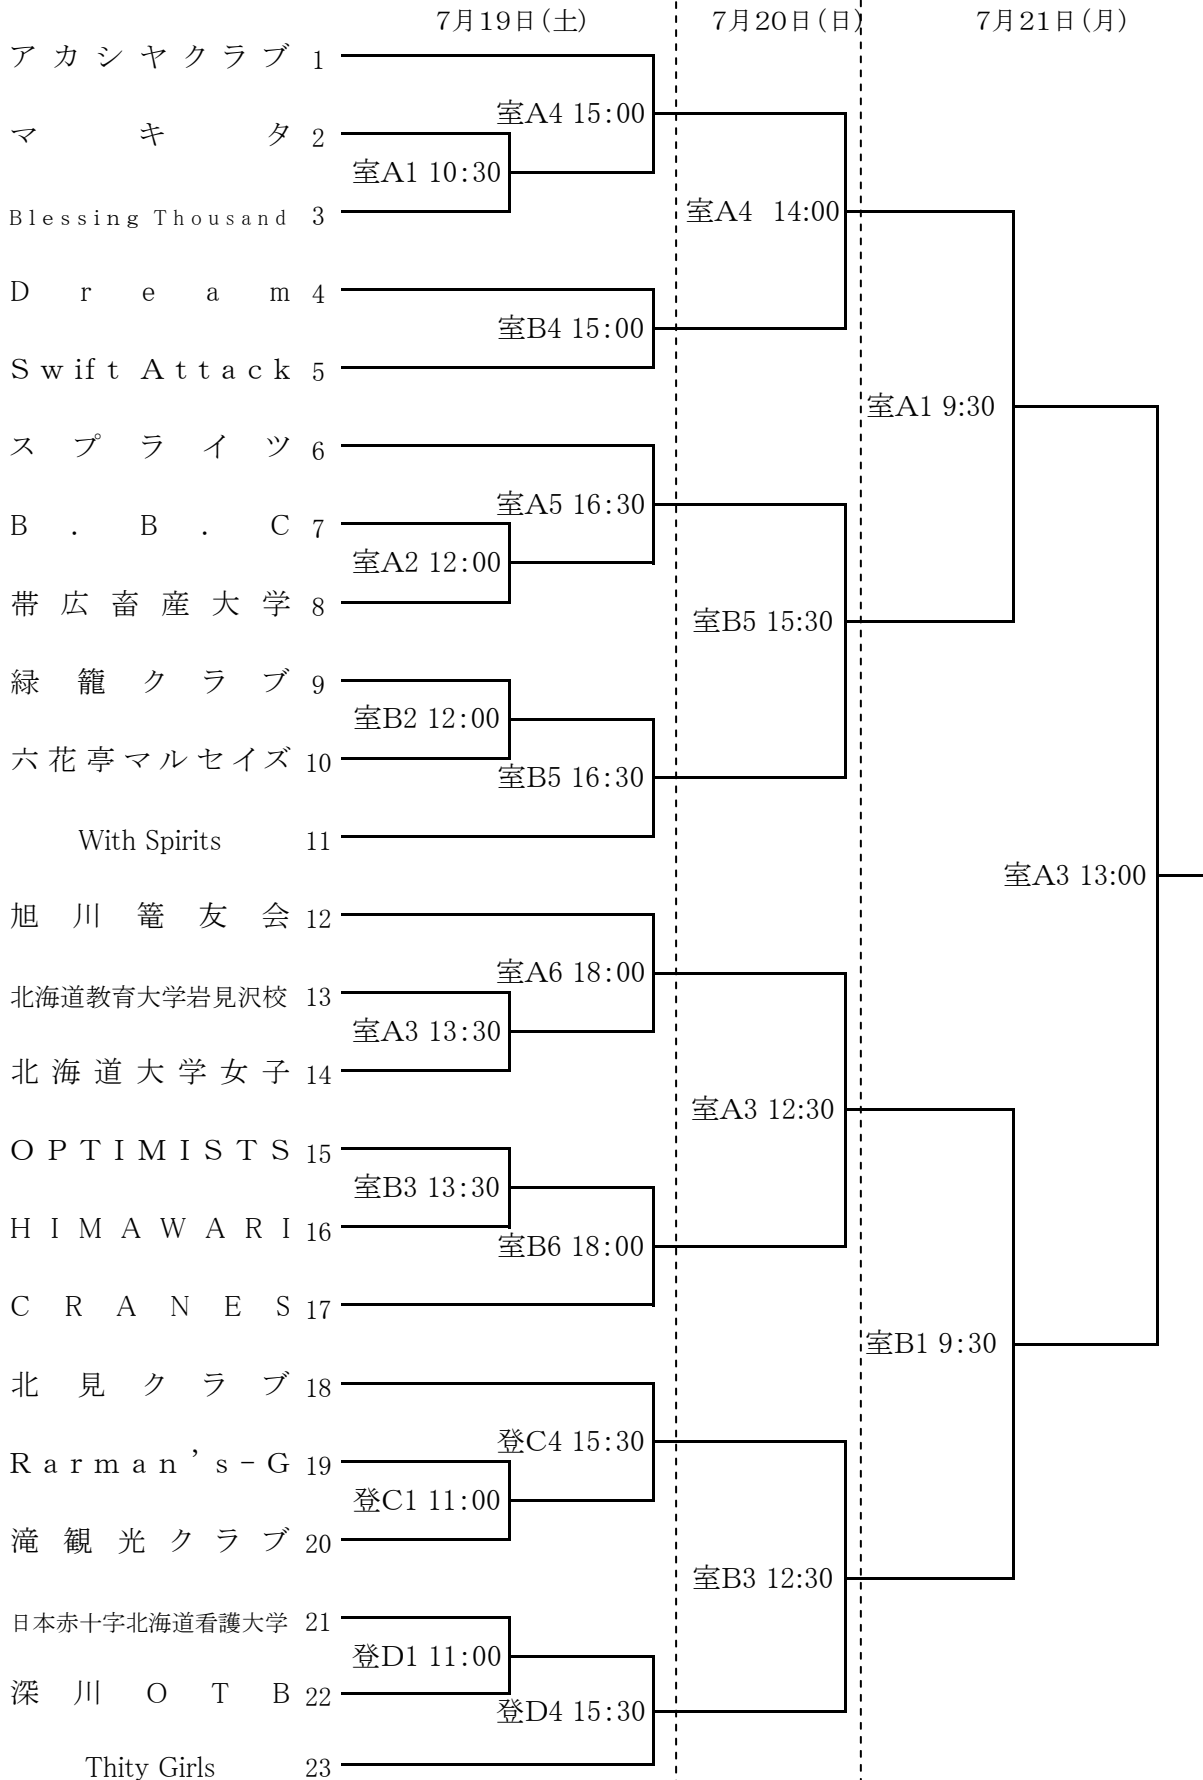 7月19日(土) 7月20日(日) 7月21日(月)
アカシヤクラブ 1
室A4 15:00
マキタ 2
室A1 10:30
Blessing Thousand 3
室A4 14:00
Dream 4
室B4 15:00
Swift Attack 5
室A1 9:30
スプライツ 6
室A5 16:30
B.B.C 7
室A2 12:00
帯広畜産大学 8
室B5 15:30
緑籠クラブ 9
室B2 12:00
六花亭マルセイズ 10
室B5 16:30
With Spirits 11
室A3 13:00
旭川篭友会 12
室A6 18:00
北海道教育大学岩見沢校 13
室A3 13:30
北海道大学女子 14
室A3 12:30
OPTIMISTS 15
室B3 13:30
HIMAWARI 16
室B6 18:00
CRANES 17
室B1 9:30
北見クラブ 18
登C4 15:30
Rarman's-G 19
登C1 11:00
滝観光クラブ 20
室B3 12:30
日本赤十字北海道看護大学 21
登D1 11:00
深川OTB 22
登D4 15:30
Thity Girls 23